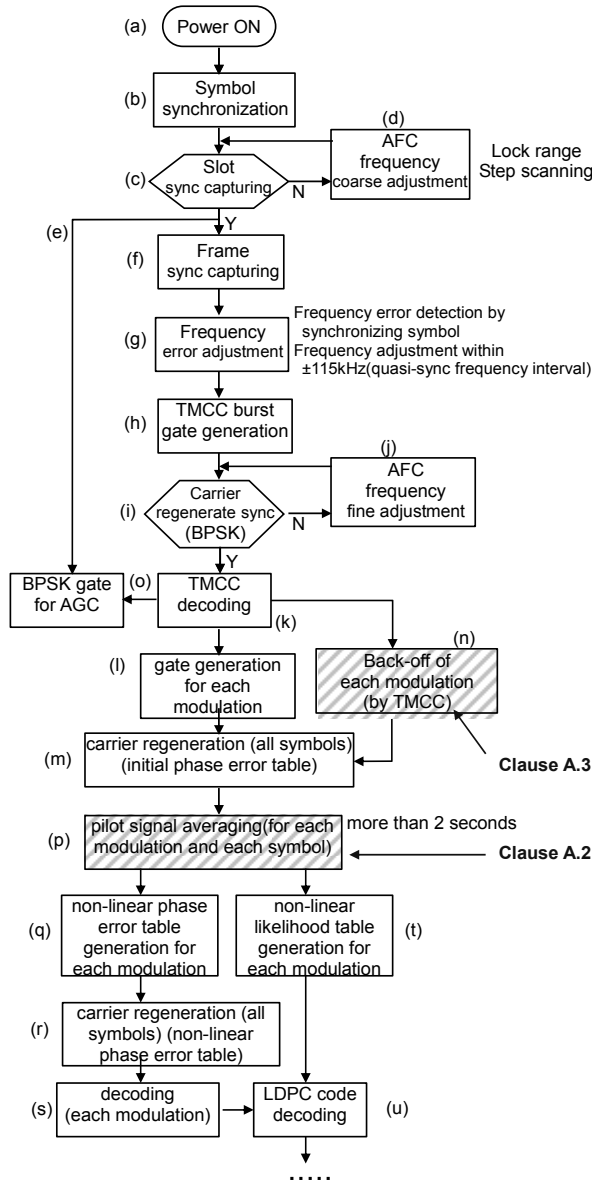 (a)
Power ON
(b)
Symbol
synchronization
(d)
AFC
frequency
coarse adjustment
Lock range
Step scanning
(c)
Slot
sync capturing
N
Y
(e)
(f)
Frame
sync capturing
(g)
Frequency
error adjustment
Frequency error detection by
synchronizing symbol
Frequency adjustment within
±115kHz(quasi-sync frequency interval)
(h)
TMCC burst
gate generation
(j)
AFC
frequency
fine adjustment
(i)
Carrier
regenerate sync
(BPSK)
N
Y
BPSK gate
for AGC
(o)
TMCC
decoding
(k)
(l)
gate generation
for each
modulation
(n)
Back-off of
each modulation
(by TMCC)
Clause A.3
(m)
carrier regeneration (all symbols)
(initial phase error table)
(p)
pilot signal averaging(for each
modulation and each symbol)
more than 2 seconds
Clause A.2
(q)
non-linear phase
error table
generation for
each modulation
non-linear
likelihood table
generation for
each modulation
(t)
(r)
carrier regeneration (all
symbols) (non-linear
phase error table)
(s)
decoding
(each modulation)
LDPC code
decoding
(u)
.....